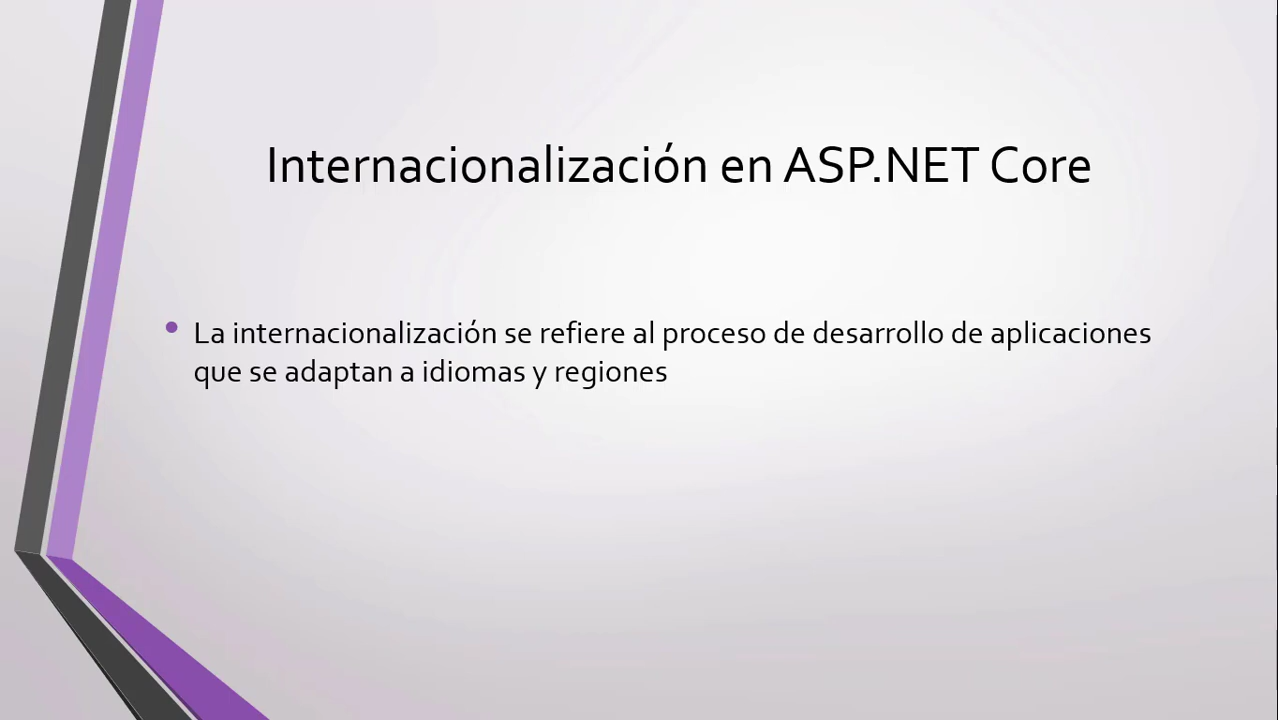 Internacionalización en ASP.NET Core
• La internacionalización se refiere al proceso de desarrollo de aplicaciones
que se adaptan a idiomas y regiones